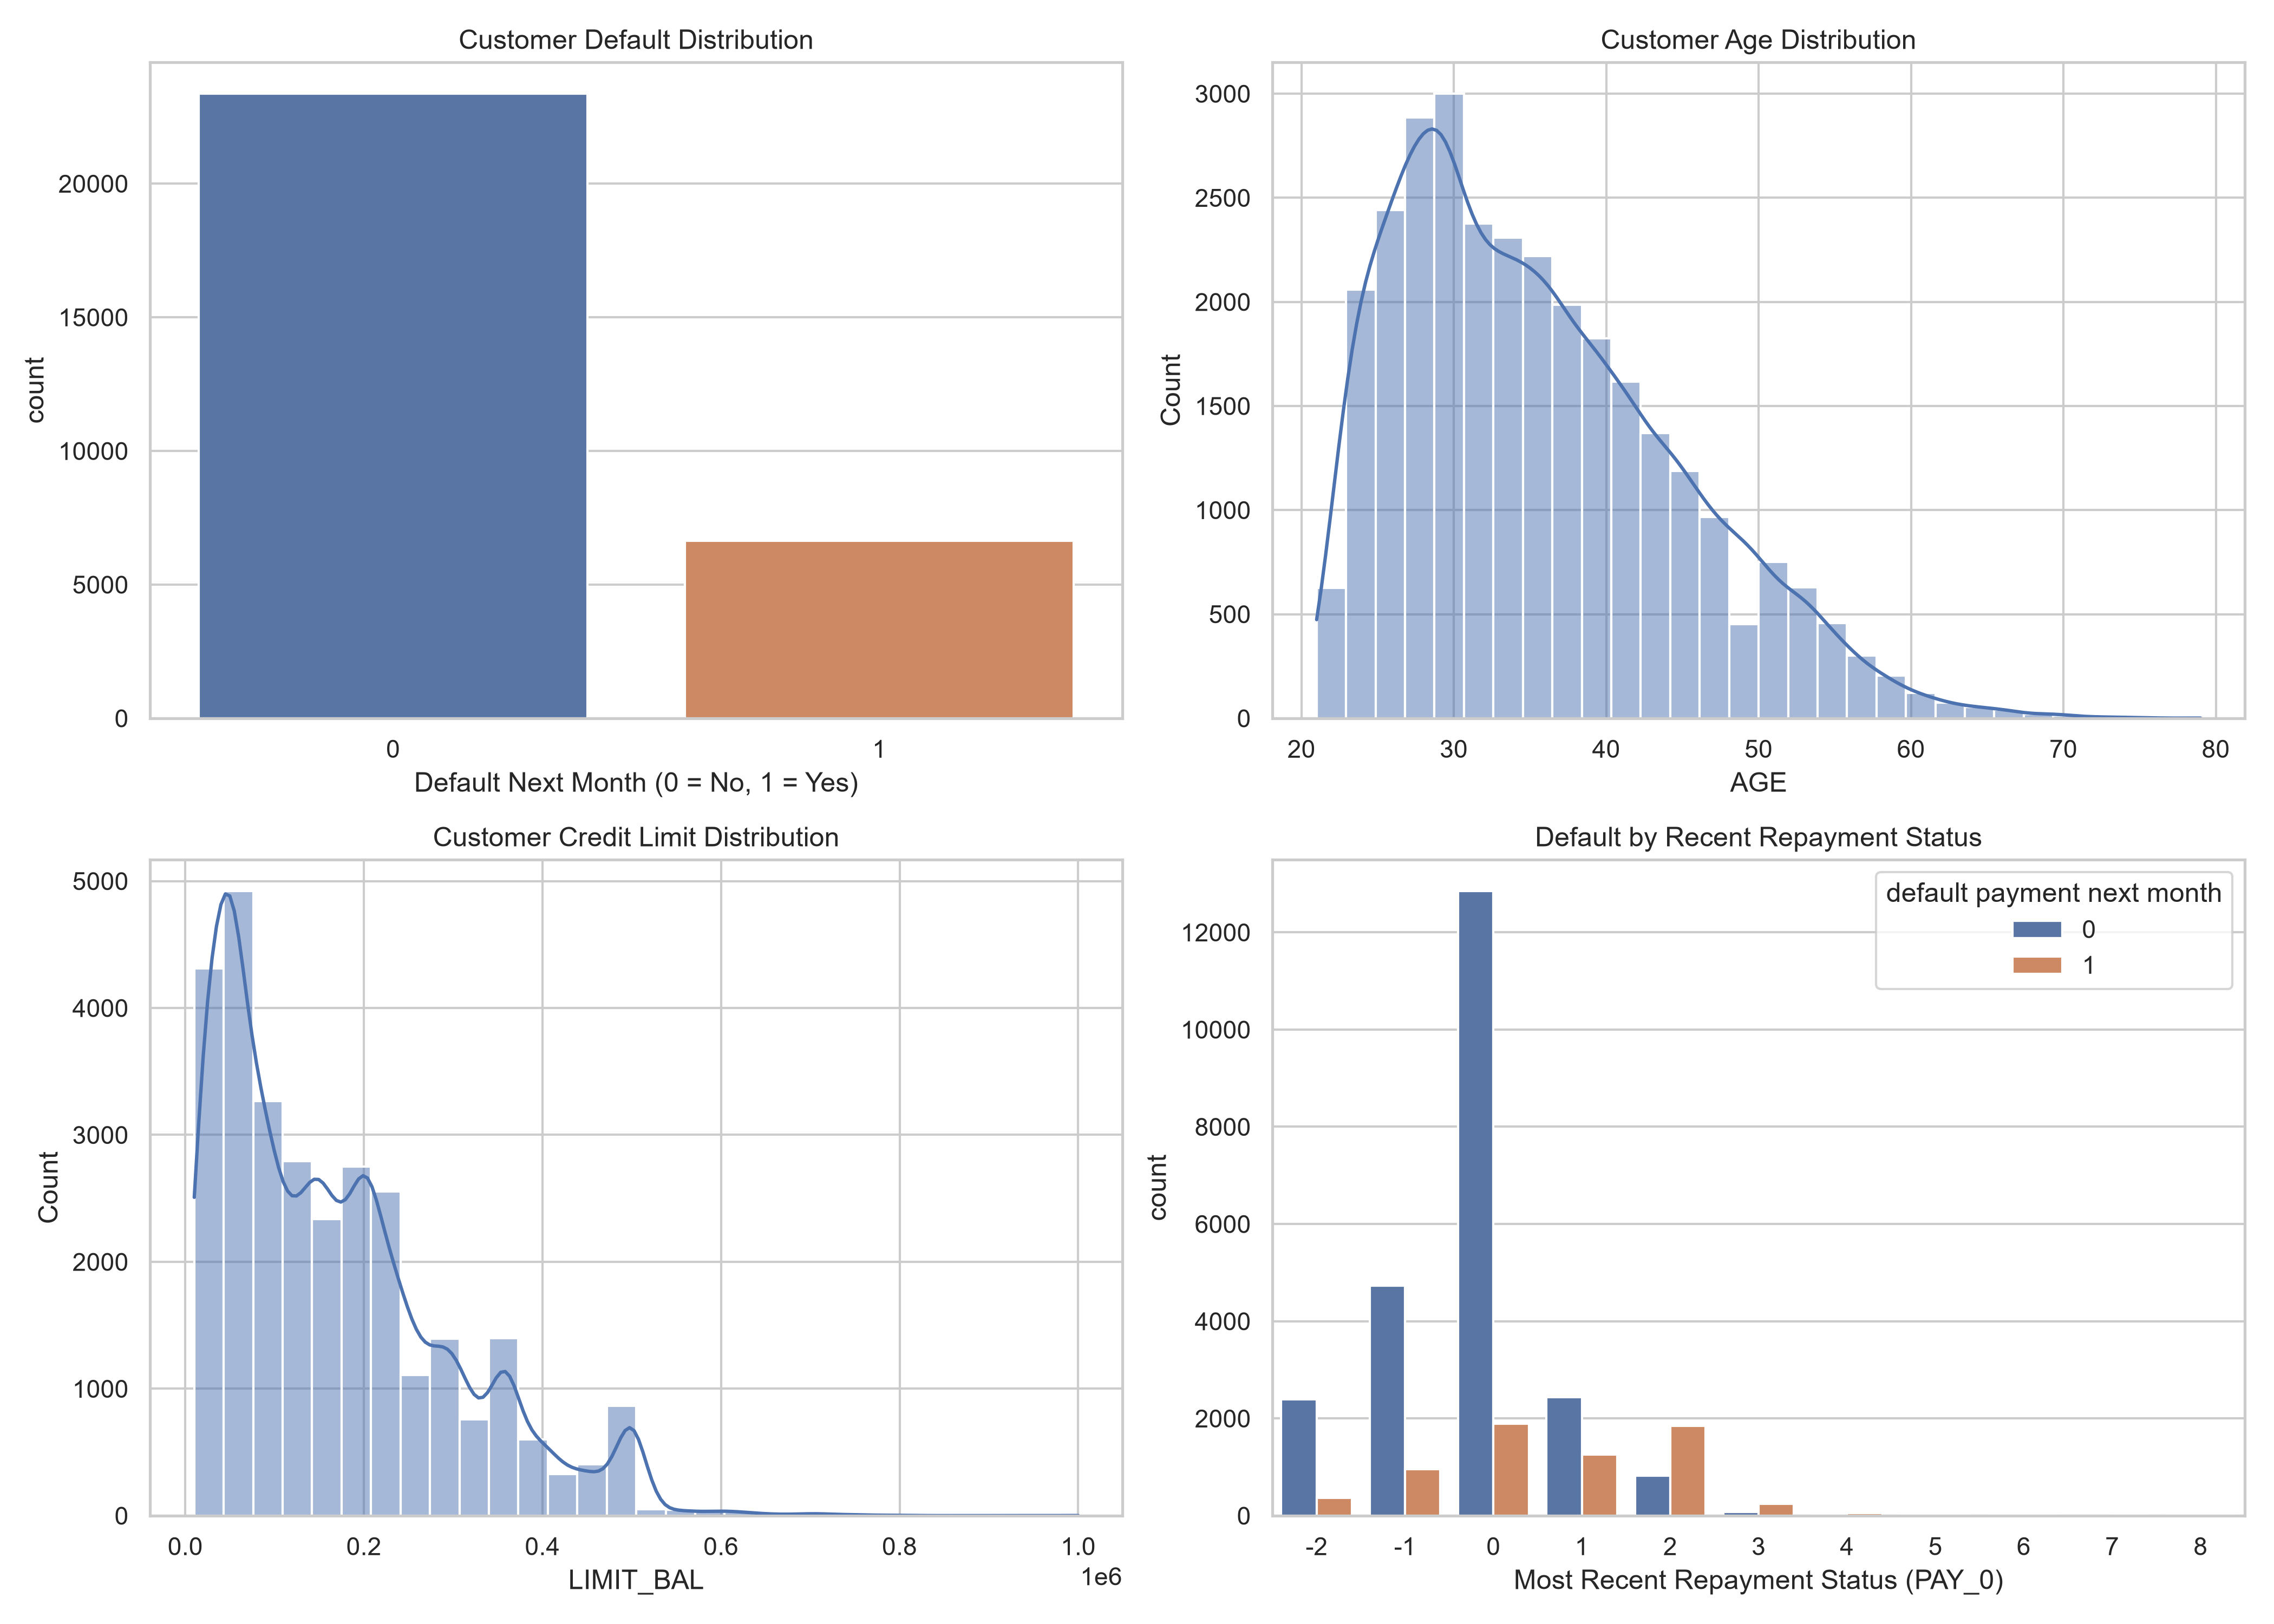 Customer Default Distribution
20000
15000
10000
5000
0
count
0 1
Default Next Month (0 = No, 1 = Yes)
Customer Age Distribution
3000
2500
2000
1500
1000
500
0
Count
20 30 40 50 60 70 80
AGE
Customer Credit Limit Distribution
5000
4000
3000
2000
1000
0
Count
0.0 0.2 0.4 0.6 0.8 1.0
1e6
LIMIT_BAL
Default by Recent Repayment Status
default payment next month
0
1
12000
10000
8000
6000
4000
2000
0
count
-2 -1 0 1 2 3 4 5 6 7 8
Most Recent Repayment Status (PAY_0)